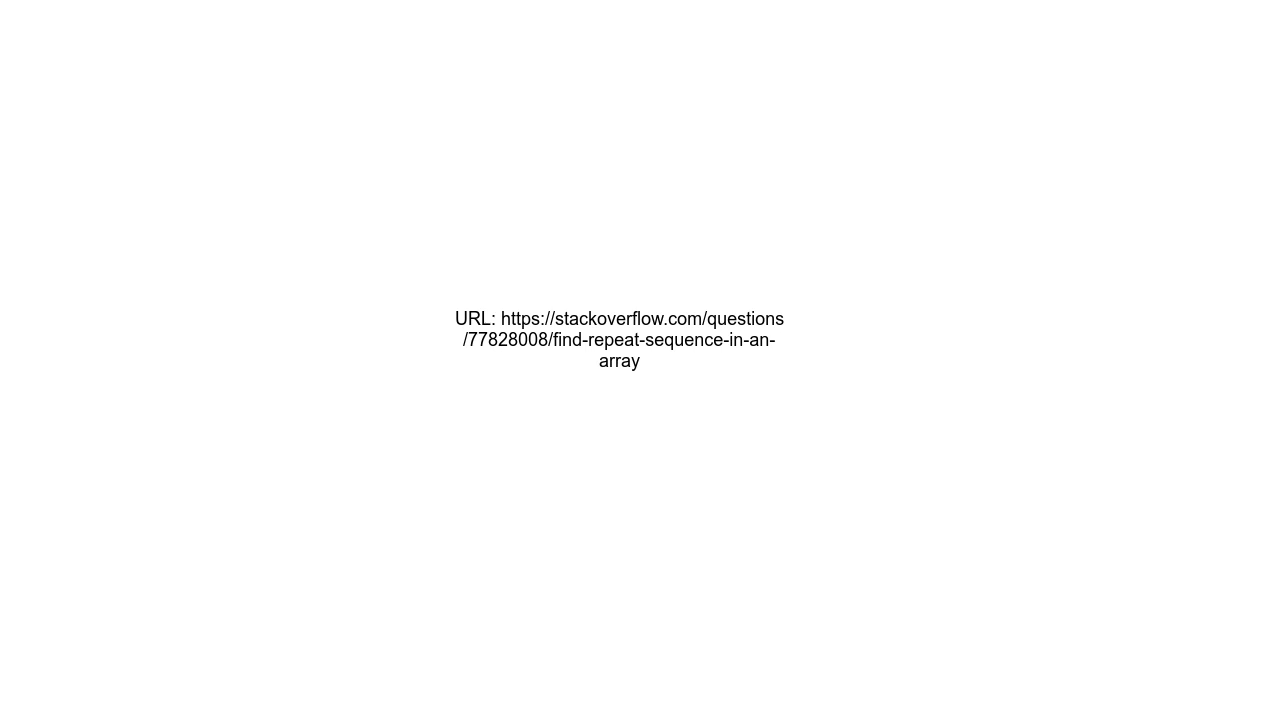 URL: https://stackoverflow.com/questions
/77828008/find-repeat-sequence-in-an-
array